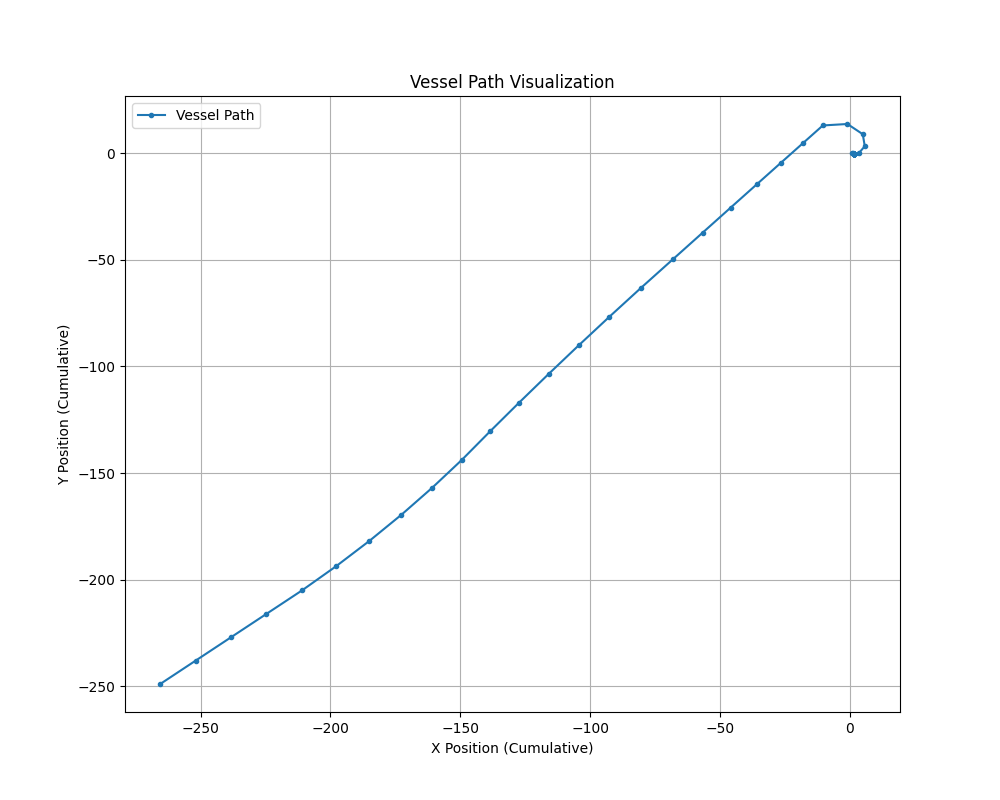 Vessel Path Visualization
Vessel Path
0
−50
−100
−150
−200
−250
Y Position (Cumulative)
−250 −200 −150 −100 −50 0
X Position (Cumulative)